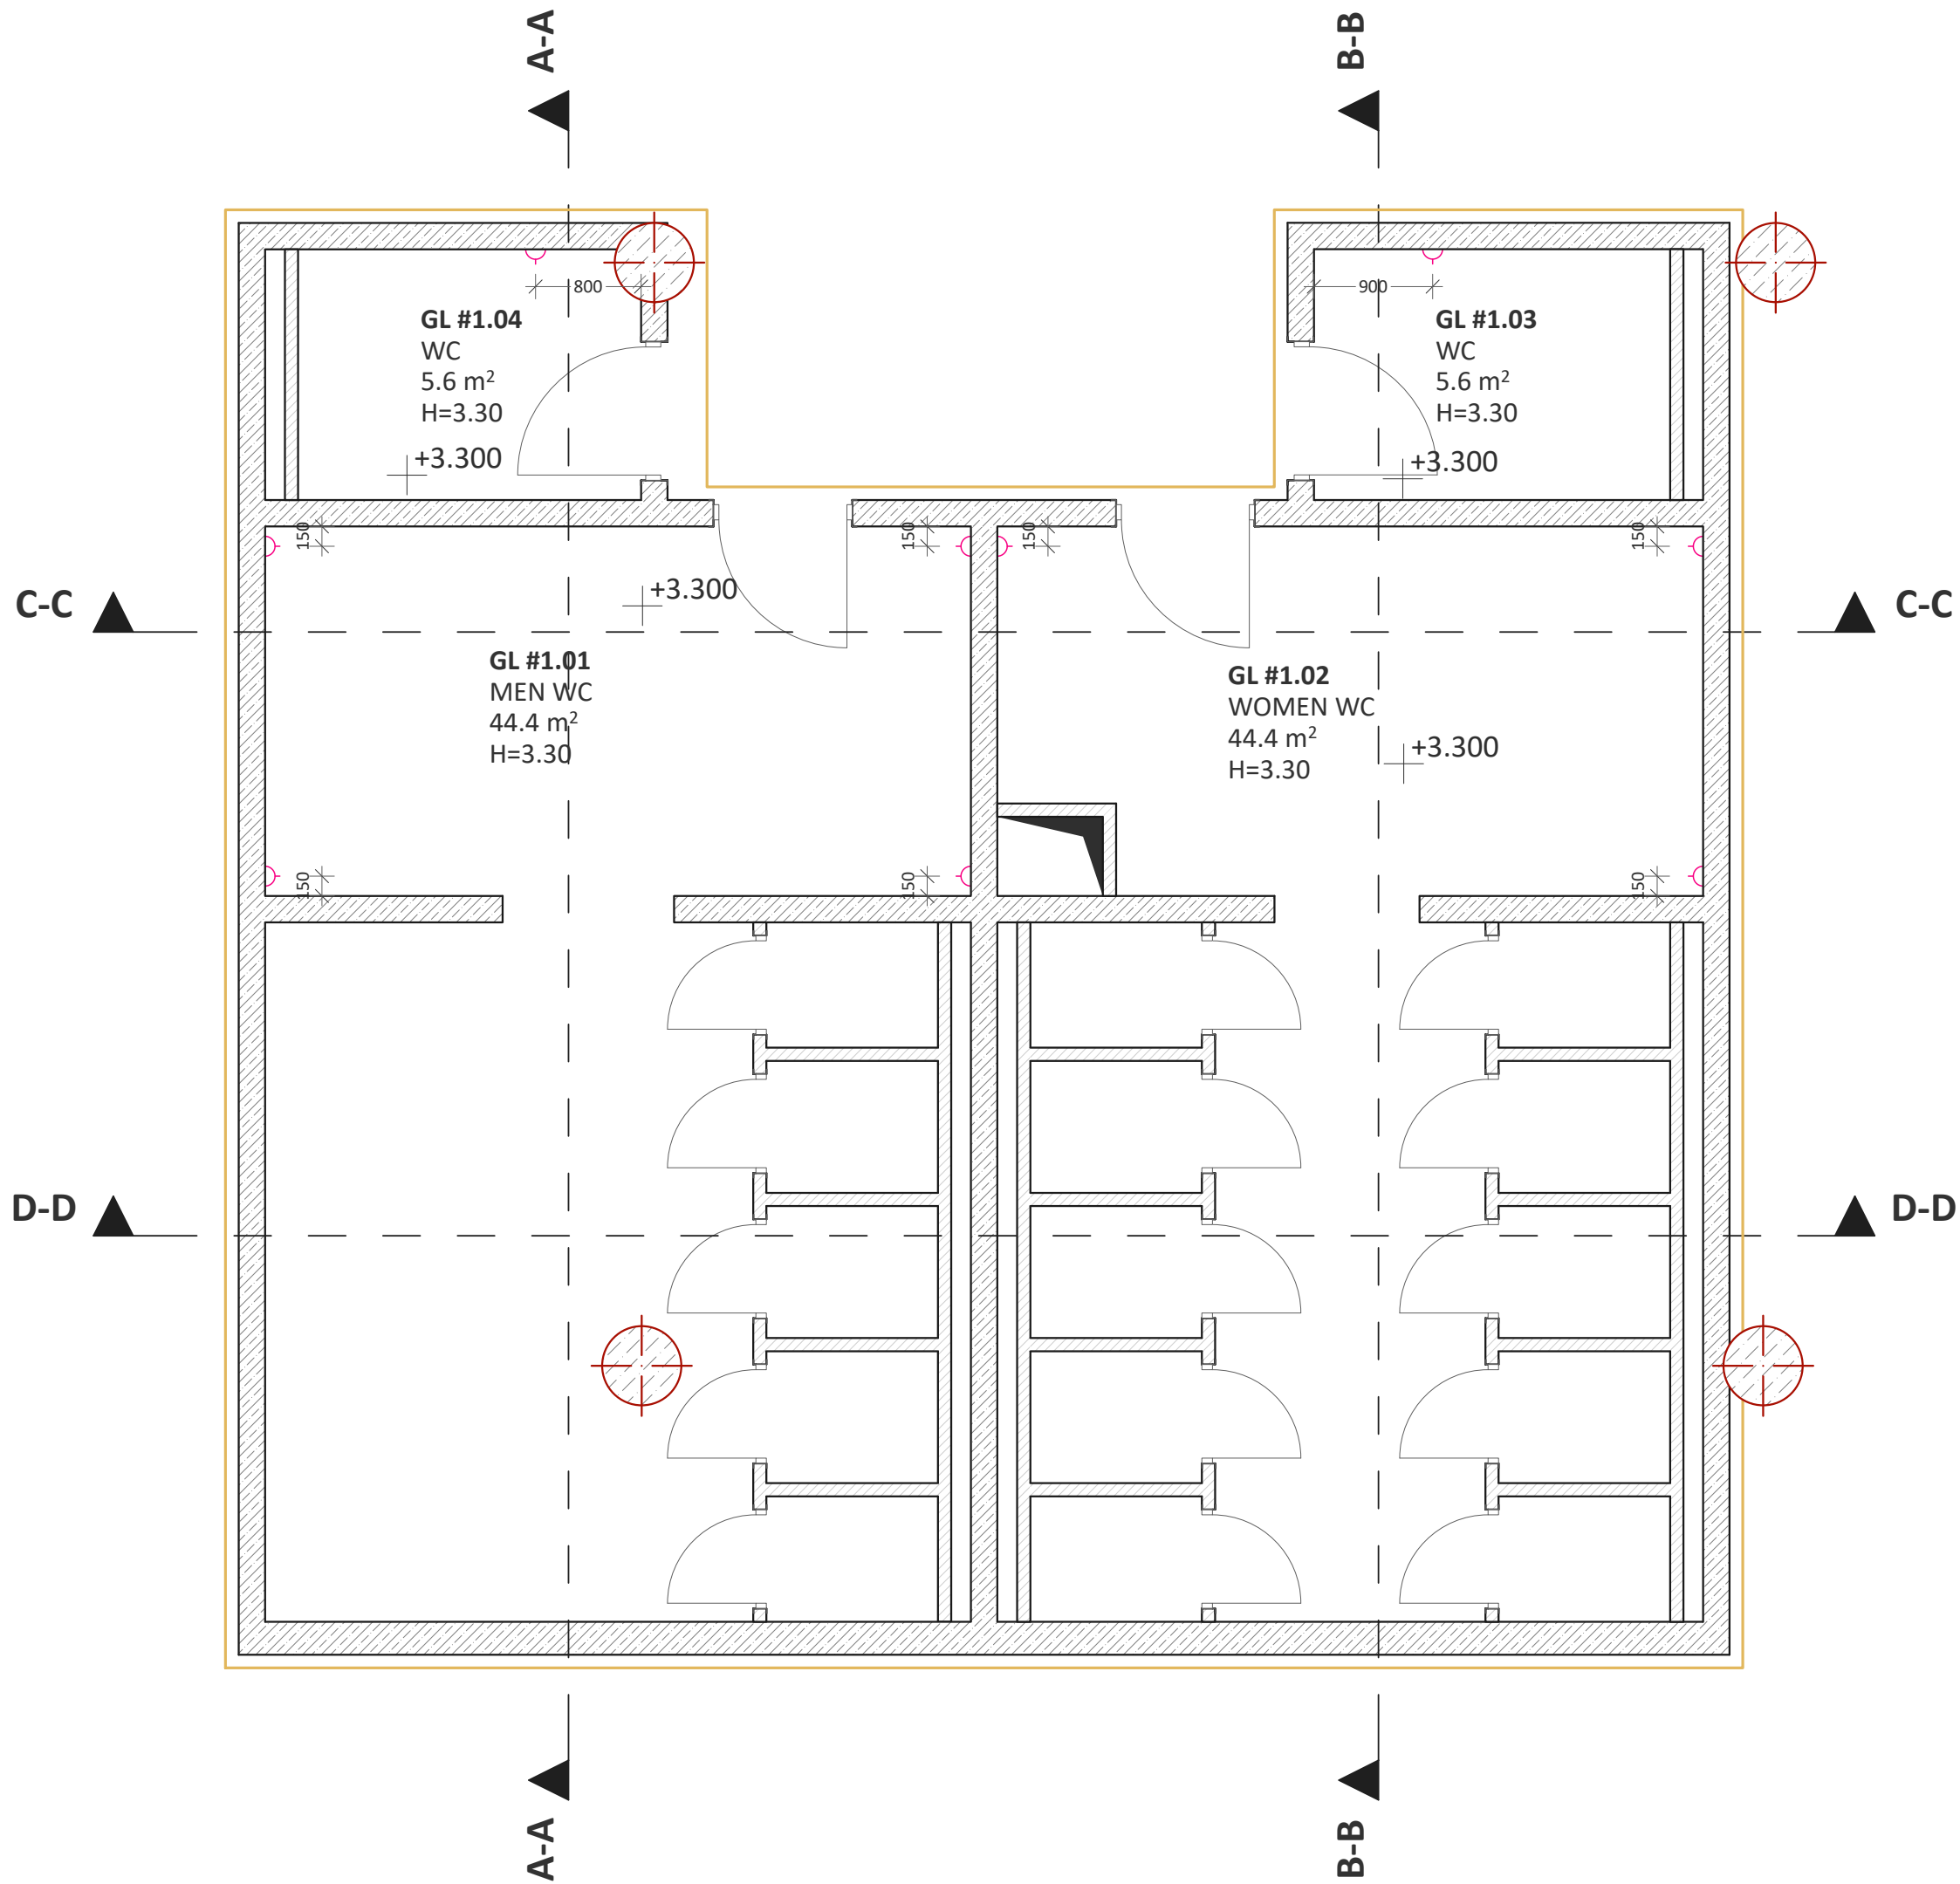 A-A
B-B
800
900
GL #1.04
WC
5.6 m²
H=3.30
+3.300
GL #1.03
WC
5.6 m²
H=3.30
+3.300
150
150
150
150
+3.300
C-C
C-C
GL #1.01
MEN WC
44.4 m²
H=3.30
GL #1.02
WOMEN WC
44.4 m²
H=3.30
+3.300
150
150
150
D-D
D-D
A-A
B-B